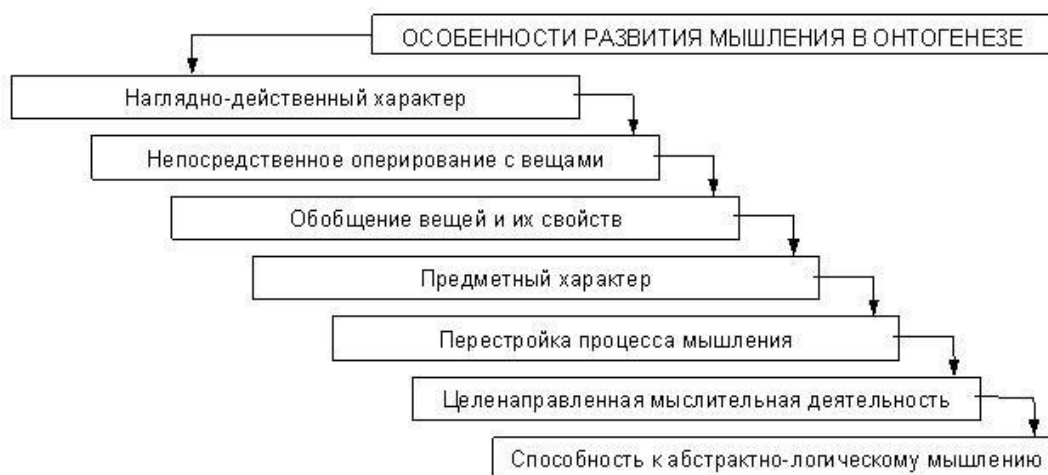 ОСОБЕННОСТИ РАЗВИТИЯ МЫШЛЕНИЯ В ОНТОГЕНЕЗЕ
Наглядно-действенный характер
Непосредственное оперирование с вещами
Обобщение вещей и их свойств
Предметный характер
Перестройка процесса мышления
Целенаправленная мыслительная деятельность
Способность к абстрактно-логическому мышлению